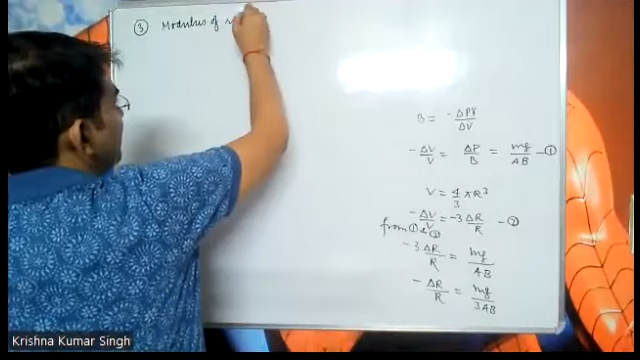 ③ Modulus of
B = -ΔPV/ΔV
-ΔV/V = ΔP/B = mg/AB -①
V = 4/3 πR³
-ΔV/V = -3 ΔR/R -②
from ① & ②
-3 ΔR/R = mg/AB
-ΔR/R = mg/3AB
Krishna Kumar Singh